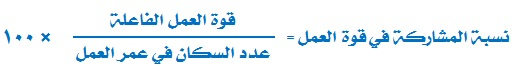 قوة العمل الفاعلة
نسبة المشاركة في قوة العمل = × ١٠٠
عدد السكان في عمر العمل